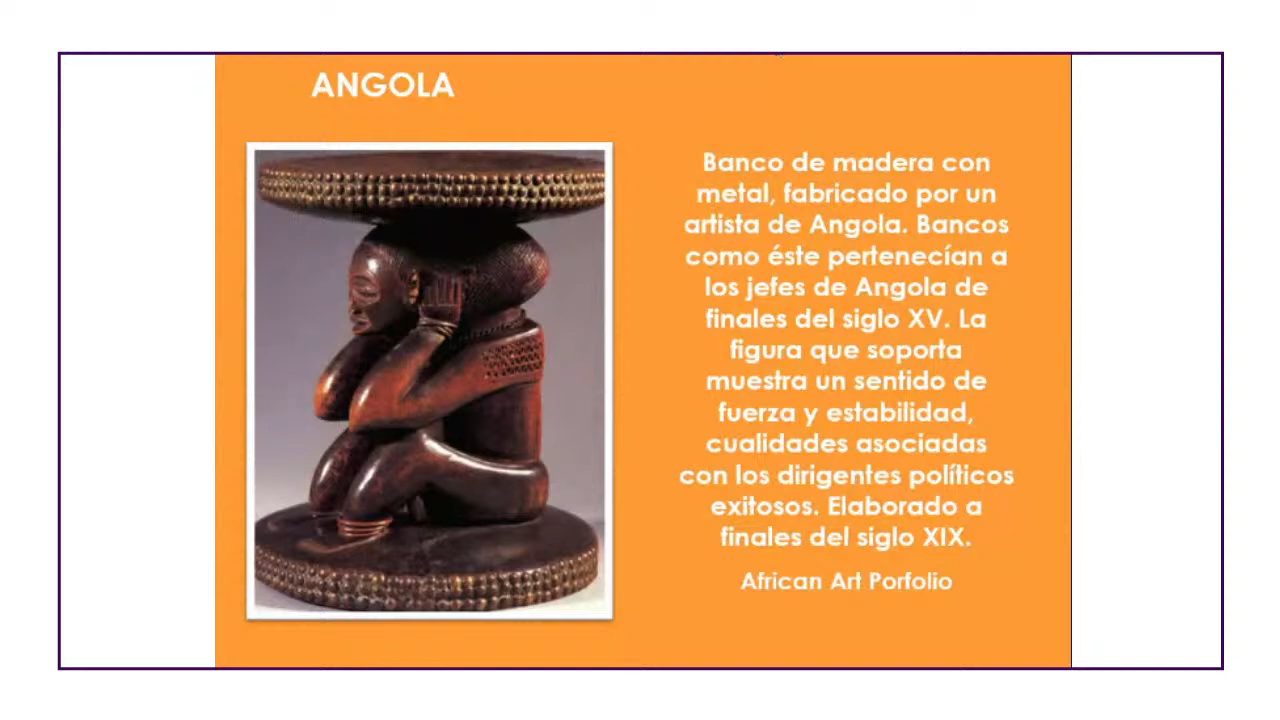 ANGOLA
Banco de madera con
metal, fabricado por un
artista de Angola. Bancos
como éste pertenecían a
los jefes de Angola de
finales del siglo XV. La
figura que soporta
muestra un sentido de
fuerza y estabilidad,
cualidades asociadas
con los dirigentes políticos
exitosos. Elaborado a
finales del siglo XIX.
African Art Porfolio